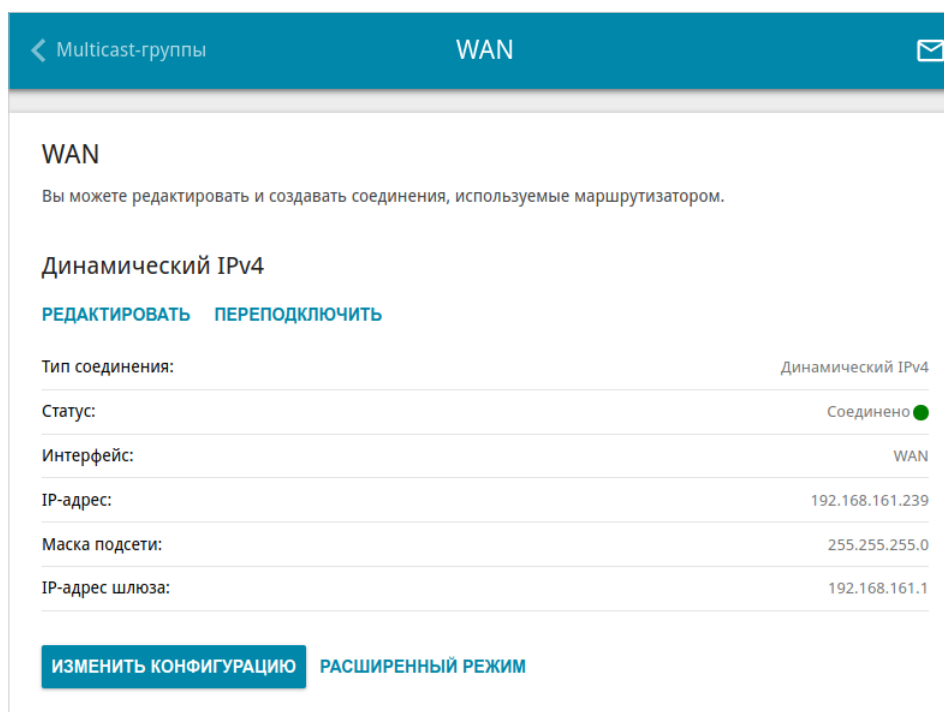 Multicast-группы WAN
WAN
Вы можете редактировать и создавать соединения, используемые маршрутизатором.
Динамический IPv4
РЕДАКТИРОВАТЬ ПЕРЕПОДКЛЮЧИТЬ
Тип соединения: Динамический IPv4
Статус: Соединено
Интерфейс: WAN
IP-адрес: 192.168.161.239
Маска подсети: 255.255.255.0
IP-адрес шлюза: 192.168.161.1
ИЗМЕНИТЬ КОНФИГУРАЦИЮ РАСШИРЕННЫЙ РЕЖИМ